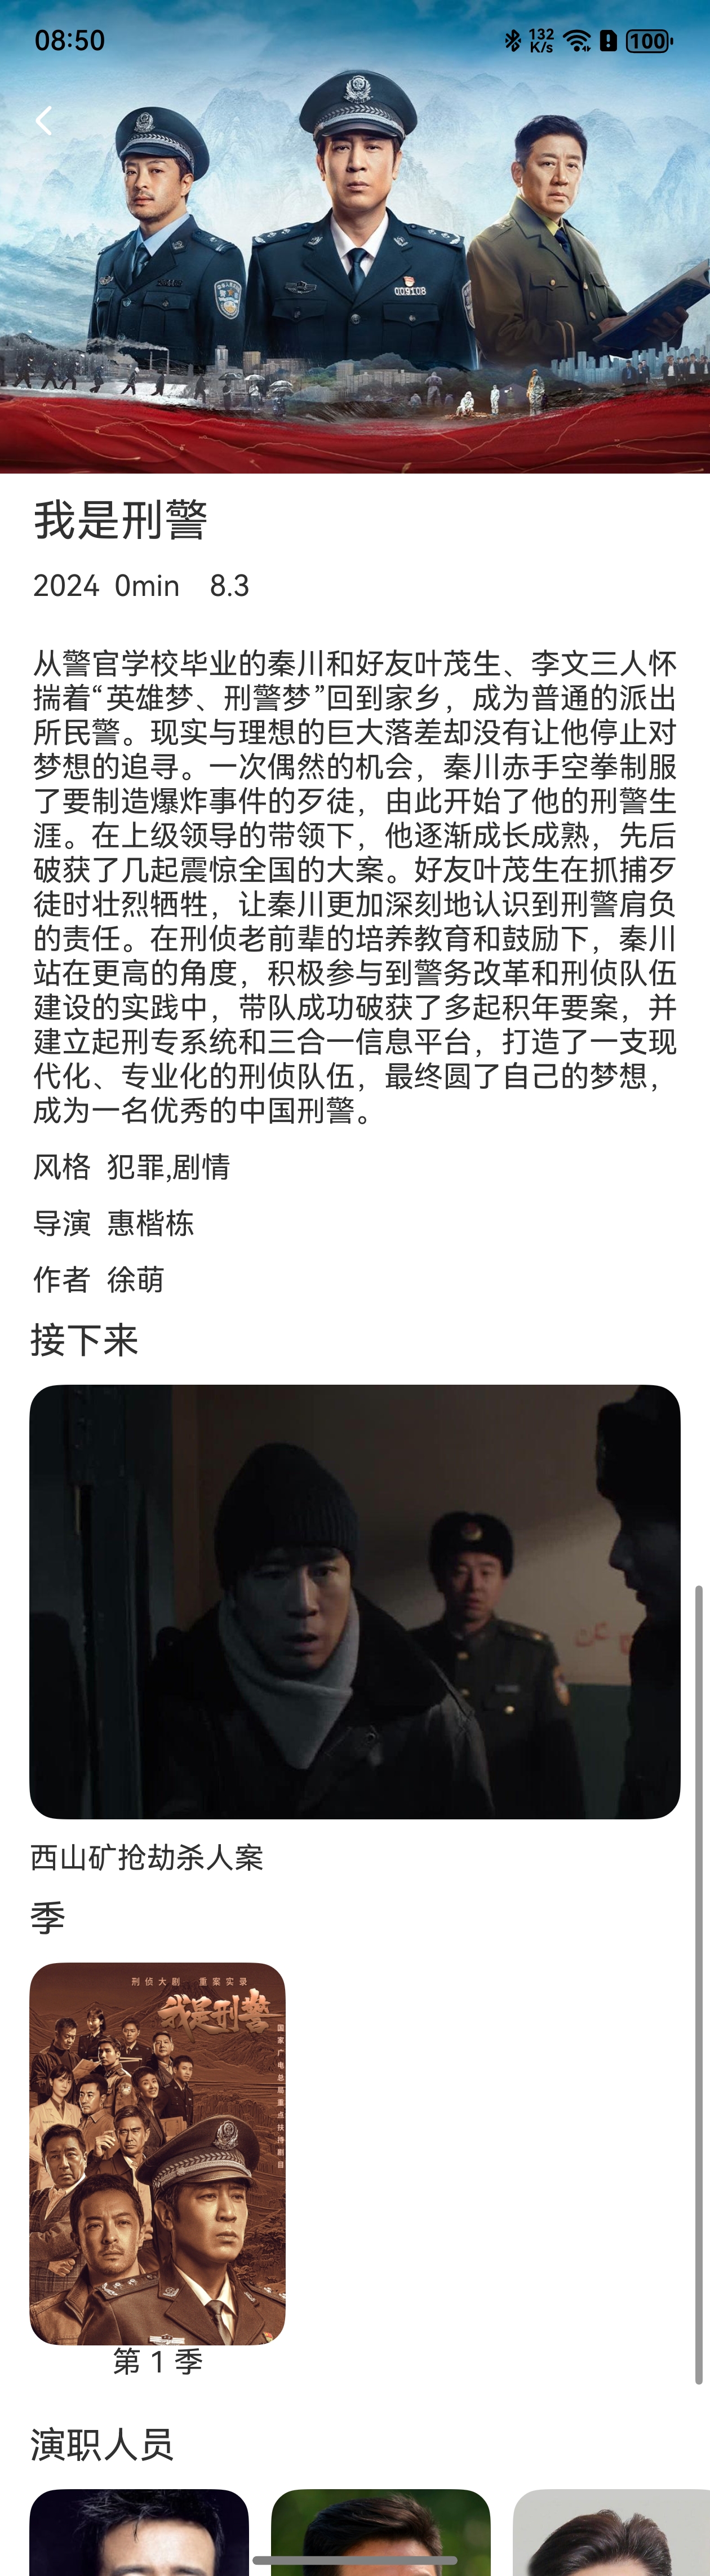 08:50
132
K/s
100
009108
我是刑警
2024 0min 8.3
从警官学校毕业的秦川和好友叶茂生、李文三人怀
揣着“英雄梦、刑警梦”回到家乡，成为普通的派出
所民警。现实与理想的巨大落差却没有让他停止对
梦想的追寻。一次偶然的机会，秦川赤手空拳制服
了要制造爆炸事件的歹徒，由此开始了他的刑警生
涯。在上级领导的带领下，他逐渐成长成熟，先后
破获了几起震惊全国的大案。好友叶茂生在抓捕歹
徒时壮烈牺牲，让秦川更加深刻地认识到刑警肩负
的责任。在刑侦老前辈的培养教育和鼓励下，秦川
站在更高的角度，积极参与到警务改革和刑侦队伍
建设的实践中，带队成功破获了多起积年要案，并
建立起刑专系统和三合一信息平台，打造了一支现
代化、专业化的刑侦队伍，最终圆了自己的梦想，
成为一名优秀的中国刑警。
风格 犯罪,剧情
导演 惠楷栋
作者 徐萌
接下来
西山矿抢劫杀人案
季
刑侦大剧 重案实录
我是刑警
国家广电总局重点扶持剧目
第 1 季
演职人员